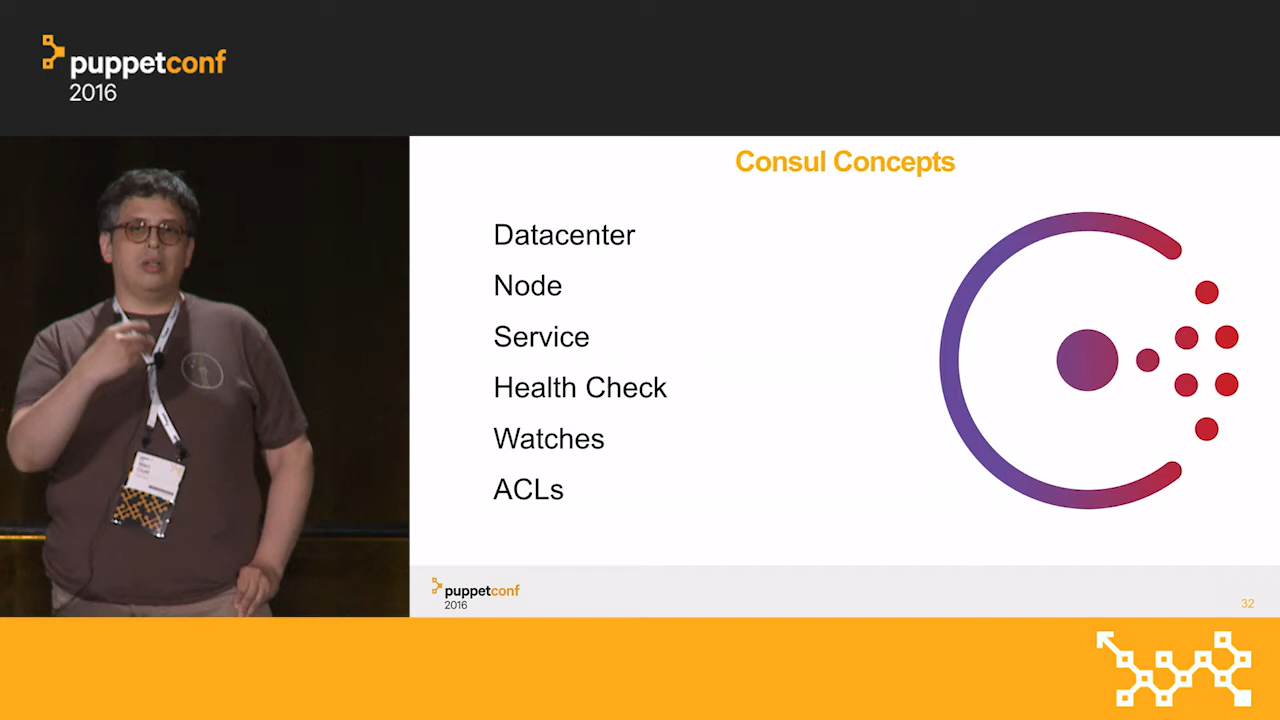 puppetconf
2016
Consul Concepts
Datacenter
Node
Service
Health Check
Watches
ACLs
puppetconf
2016
32